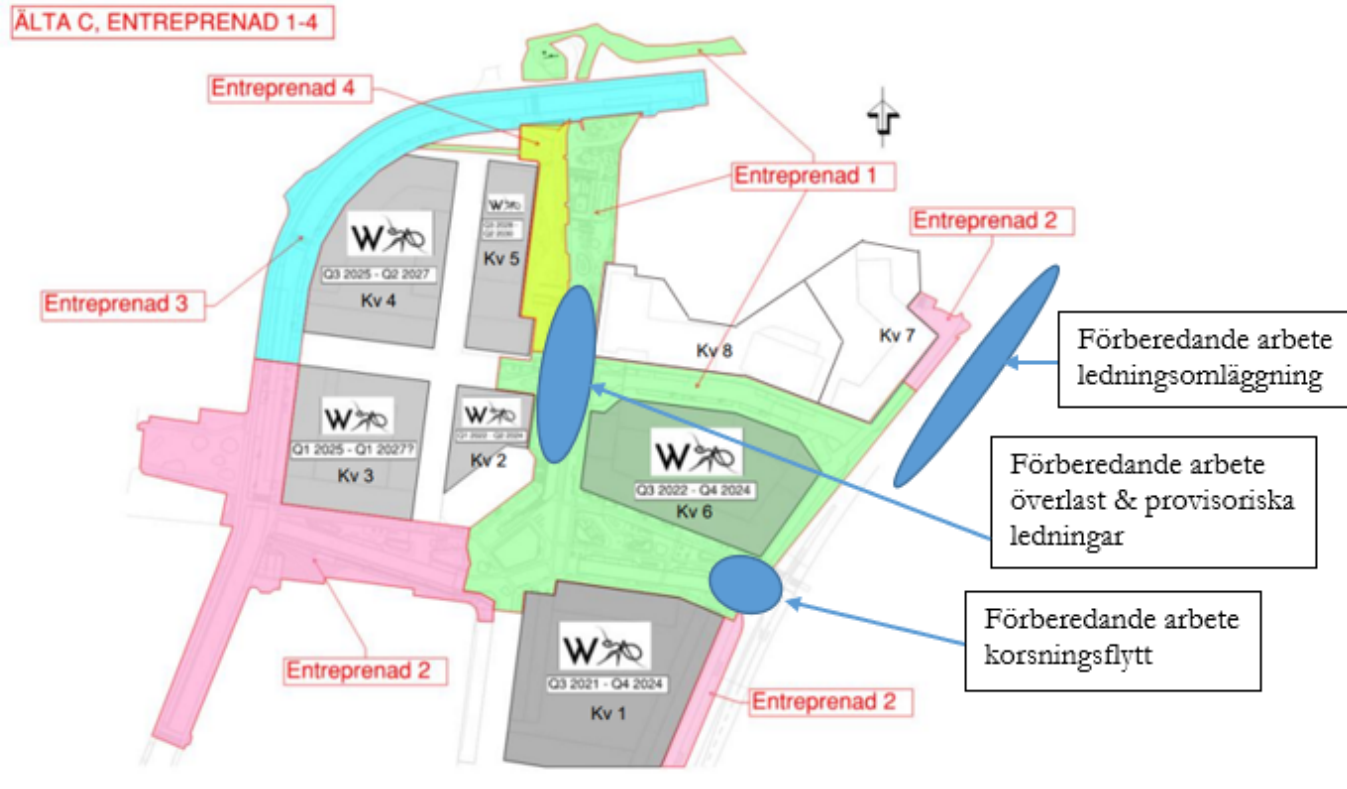 ÄLTA C, ENTREPRENAD 1-4
Entreprenad 4
Entreprenad 1
Entreprenad 2
Entreprenad 3
W
Q3 2025 - Q2 2027
Kv 4
W
Kv 5
Kv 8
Kv 7
Förberedande arbete
ledningsomläggning
W
Q1 2025 - Q1 2027?
Kv 3
W
Kv 2
W
Q3 2022 - Q4 2024
Kv 6
Förberedande arbete
överlast & provisoriska
ledningar
Förberedande arbete
korsningsflytt
Entreprenad 2
W
Q3 2021 - Q4 2024
Kv 1
Entreprenad 2